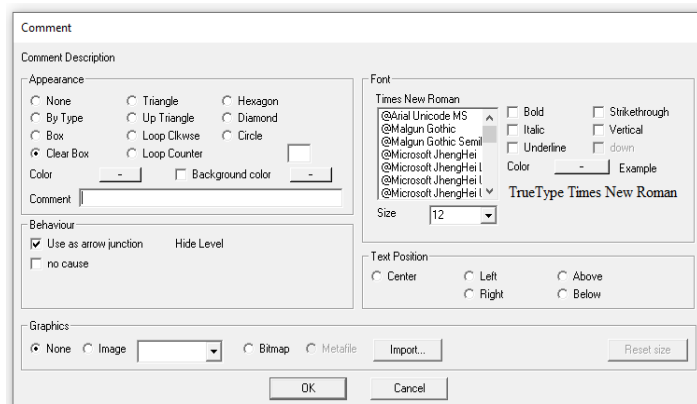 Comment
Comment Description
Appearance
None Triangle Hexagon
By Type Up Triangle Diamond
Box Loop Clkwse Circle
Clear Box Loop Counter
Color - Background color -
Comment
Font
Times New Roman
@Arial Unicode MS
@Malgun Gothic
@Malgun Gothic Semil
@Microsoft JhengHei
@Microsoft JhengHei L
@Microsoft JhengHei U
@Microsoft JhengHei U
Bold Strikethrough
Italic Vertical
Underline down
Color - Example
TrueType Times New Roman
Size 12
Behaviour
Use as arrow junction Hide Level
no cause
Text Position
Center Left Above
Right Below
Graphics
None Image Bitmap Metafile Import... Reset size
OK Cancel